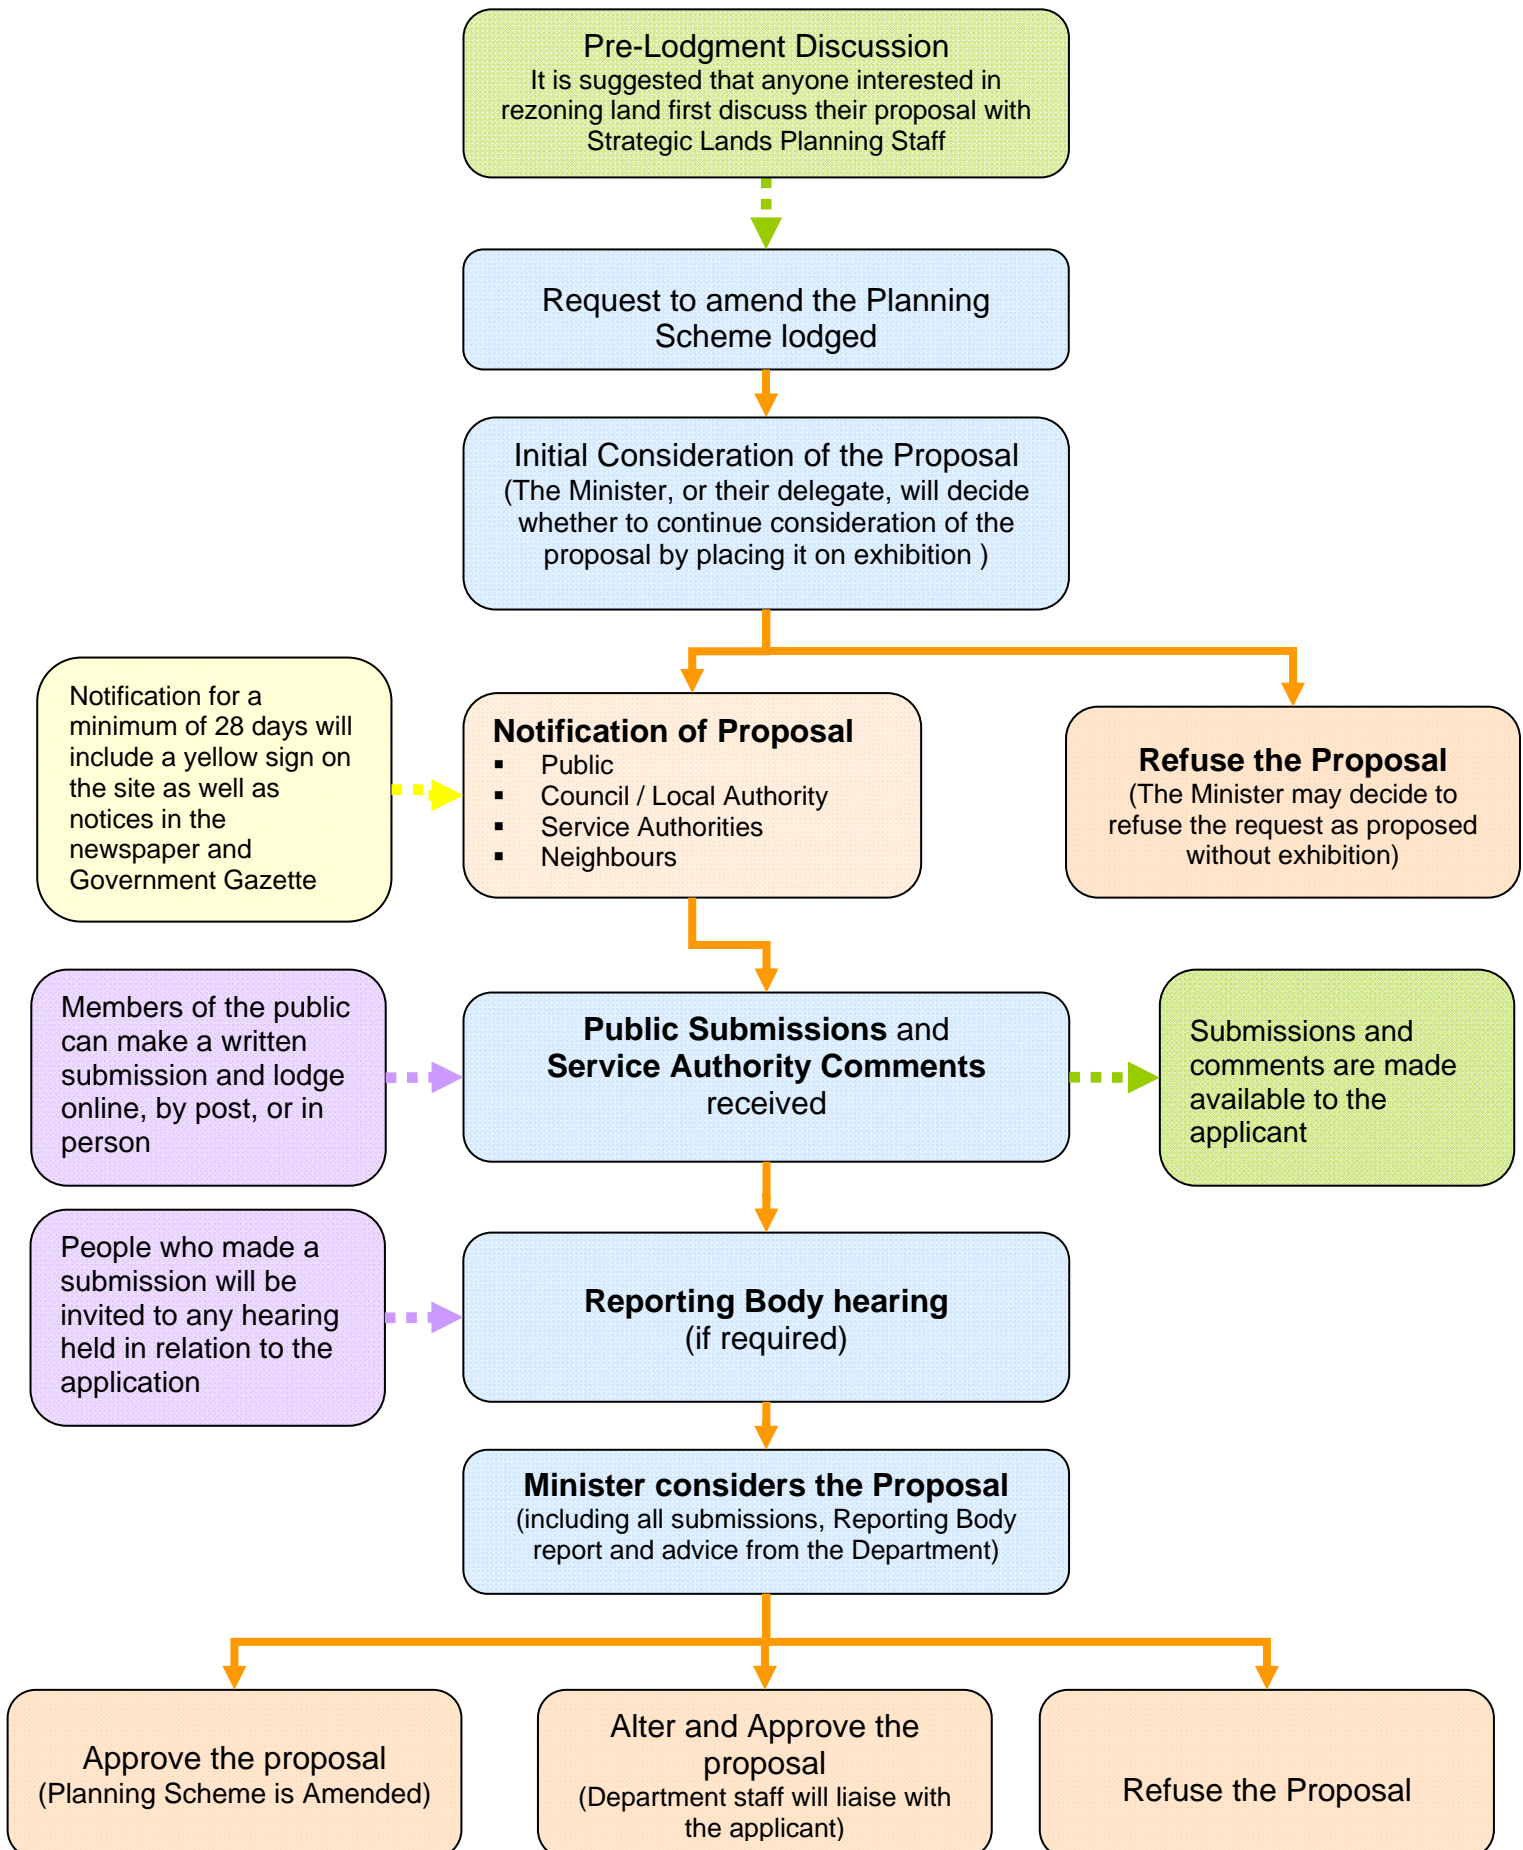 Pre-Lodgment Discussion
It is suggested that anyone interested in
rezoning land first discuss their proposal with
Strategic Lands Planning Staff
Request to amend the Planning
Scheme lodged
Initial Consideration of the Proposal
(The Minister, or their delegate, will decide
whether to continue consideration of the
proposal by placing it on exhibition )
Notification for a
minimum of 28 days will
include a yellow sign on
the site as well as
notices in the
newspaper and
Government Gazette
Notification of Proposal
▪ Public
▪ Council / Local Authority
▪ Service Authorities
▪ Neighbours
Refuse the Proposal
(The Minister may decide to
refuse the request as proposed
without exhibition)
Members of the public
can make a written
submission and lodge
online, by post, or in
person
Public Submissions and
Service Authority Comments
received
Submissions and
comments are made
available to the
applicant
People who made a
submission will be
invited to any hearing
held in relation to the
application
Reporting Body hearing
(if required)
Minister considers the Proposal
(including all submissions, Reporting Body
report and advice from the Department)
Approve the proposal
(Planning Scheme is Amended)
Alter and Approve the
proposal
(Department staff will liaise with
the applicant)
Refuse the Proposal